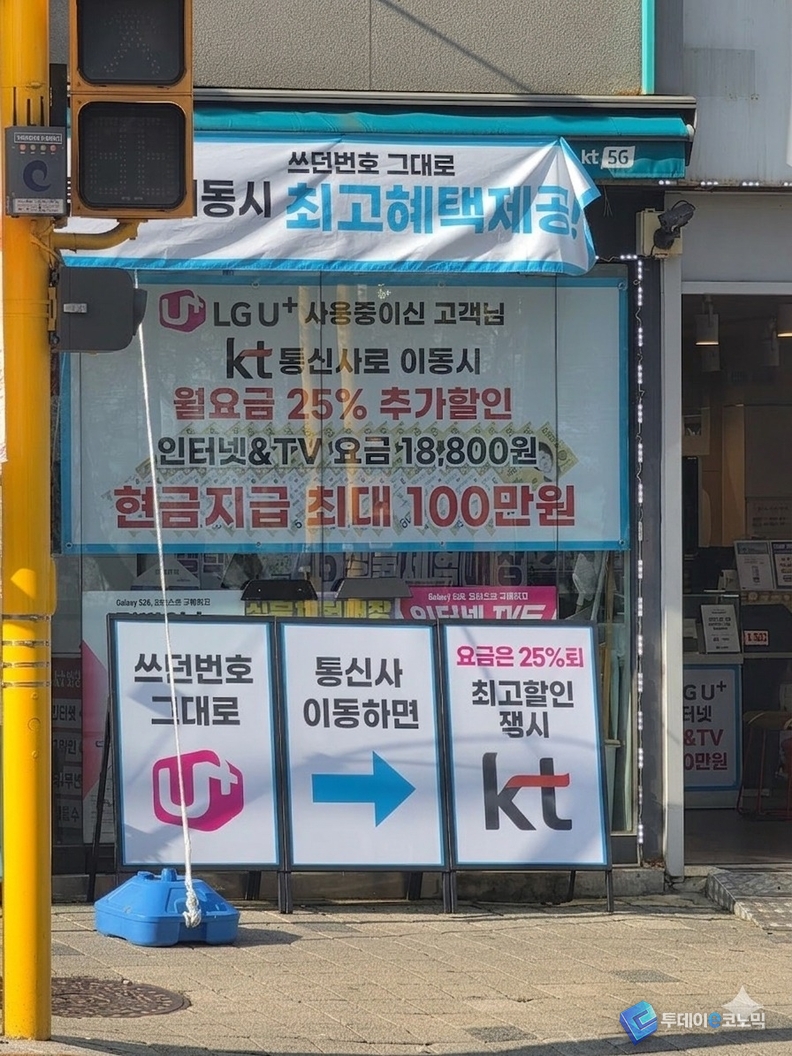 kt 5G
쓰던번호 그대로
이동시 최고혜택제공!
U+ LG U+ 사용중이신 고객님
kt 통신사로 이동시
월요금 25% 추가할인
인터넷&TV 요금 18,800원
현금지급 최대 100만원
쓰던번호
그대로
U+
통신사
이동하면
요금은 25%퇴
최고할인
쟁시
kt
G U+
터넷
&TV
0만원
투데이e코노믹